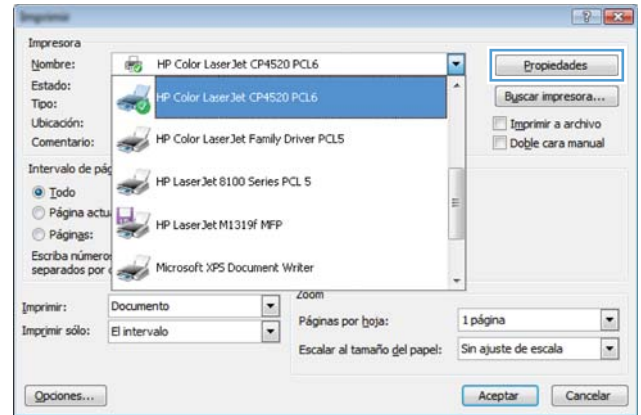 Imprimir
Impresora
Nombre:
HP Color LaserJet CP4520 PCL6
Propiedades
Estado:
HP Color LaserJet CP4520 PCL6
Buscar impresora...
Tipo:
Ubicación:
Imprimir a archivo
HP Color LaserJet Family Driver PCL5
Comentario:
Doble cara manual
Intervalo de pág
HP LaserJet 8100 Series PCL 5
Todo
Página actu
HP LaserJet M1319f MFP
Páginas:
Escriba número
separados por
Microsoft XPS Document Writer
Imprimir:
Documento
Zoom
Imprimir sólo:
El intervalo
Páginas por hoja:
1 página
Escalar al tamaño del papel:
Sin ajuste de escala
Opciones...
Aceptar
Cancelar